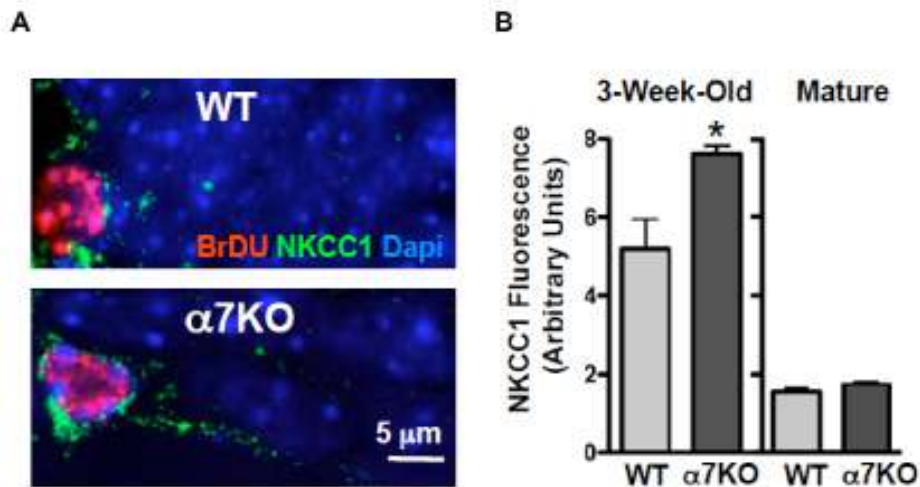 A
WT
BrDU NKCC1 Dapi
α7KO
5 μm
B
3-Week-Old Mature
*
NKCC1 Fluorescence
(Arbitrary Units)
8
6
4
2
0
WT α7KO WT α7KO